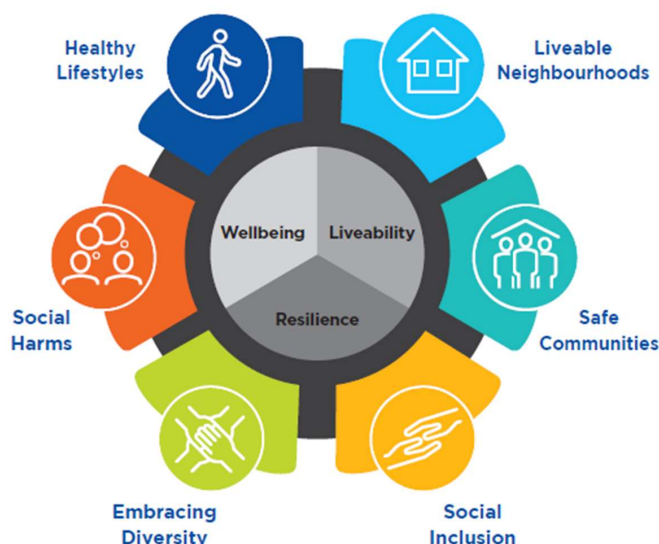 Healthy
Lifestyles
Liveable
Neighbourhoods
Wellbeing
Liveability
Resilience
Social
Harms
Safe
Communities
Embracing
Diversity
Social
Inclusion